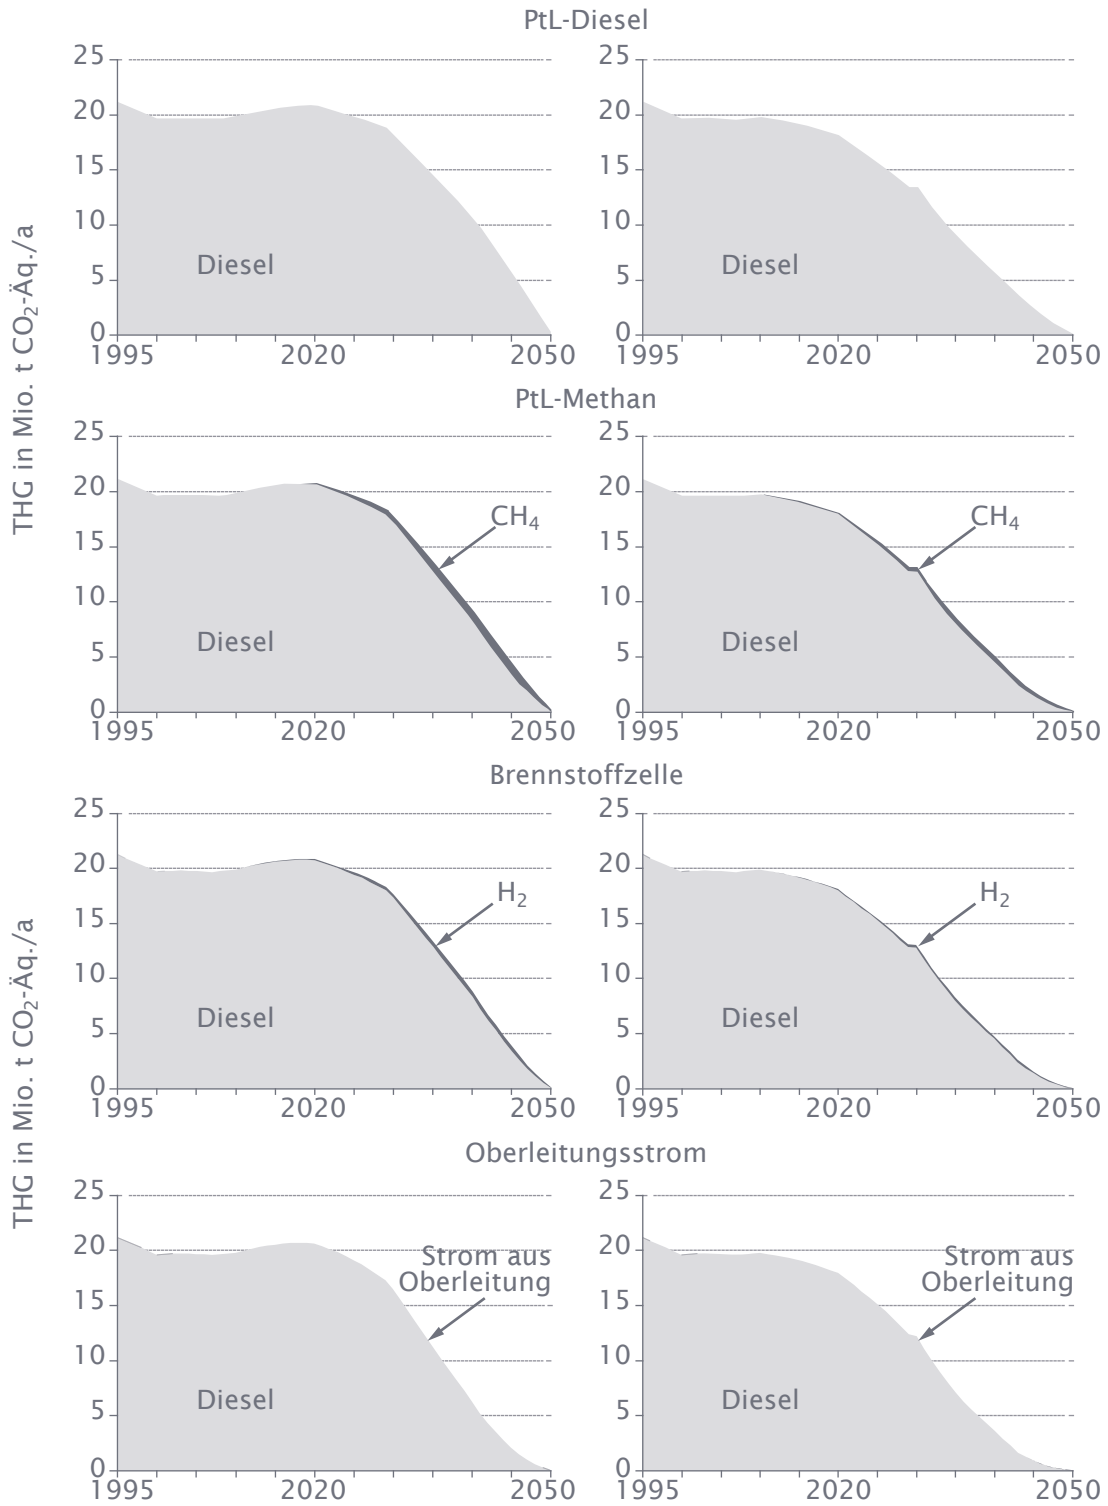 PtL-Diesel
THG in Mio. t CO₂-Äq./a
25
20
15
10
5
0
Diesel
1995 2020 2050
25
20
15
10
5
0
Diesel
1995 2020 2050
PtL-Methan
25
20
15
10
5
0
CH₄
Diesel
1995 2020 2050
25
20
15
10
5
0
CH₄
Diesel
1995 2020 2050
Brennstoffzelle
THG in Mio. t CO₂-Äq./a
25
20
15
10
5
0
H₂
Diesel
1995 2020 2050
25
20
15
10
5
0
H₂
Diesel
1995 2020 2050
Oberleitungsstrom
25
20
15
10
5
0
Strom aus
Oberleitung
Diesel
1995 2020 2050
25
20
15
10
5
0
Strom aus
Oberleitung
Diesel
1995 2020 2050